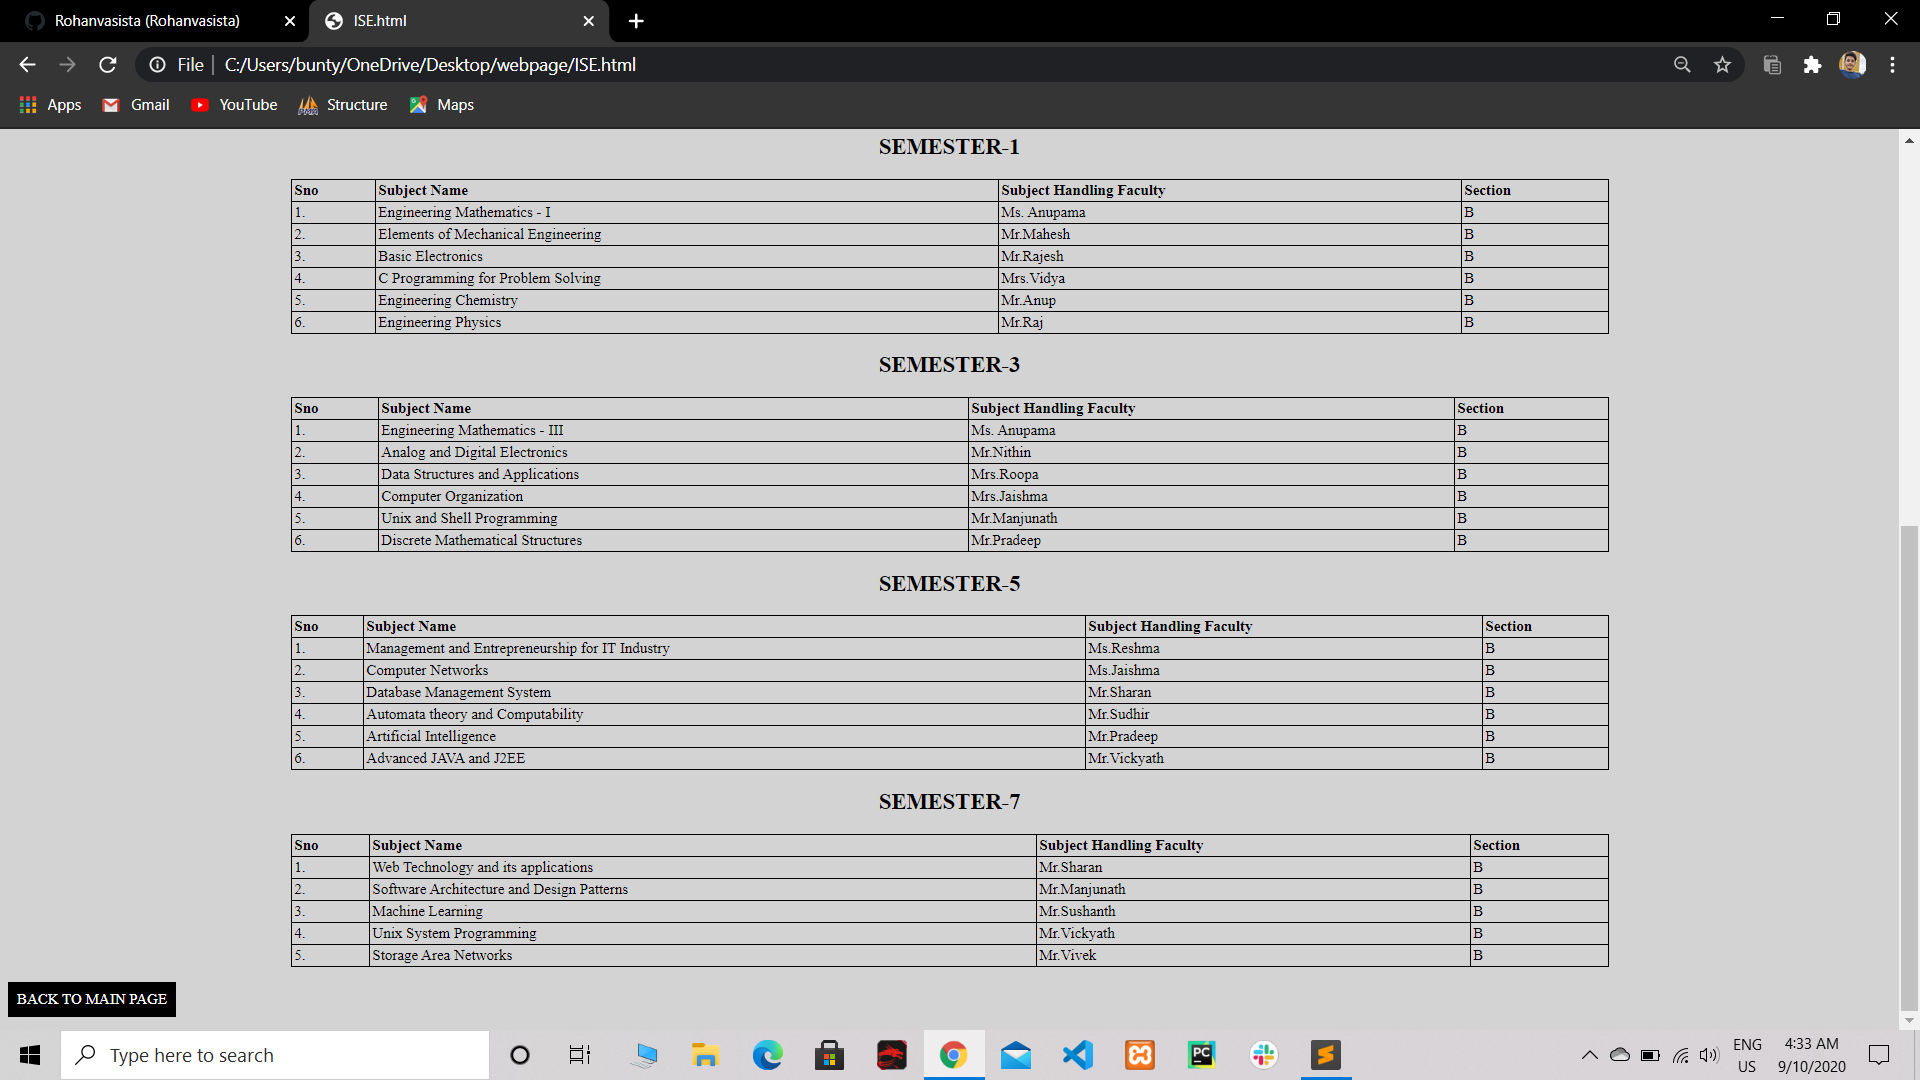 Rohanvasista (Rohanvasista)
ISE.html
File
C:/Users/bunty/OneDrive/Desktop/webpage/ISE.html
Apps Gmail YouTube Structure Maps
SEMESTER-1
Sno Subject Name Subject Handling Faculty Section
1. Engineering Mathematics - I Ms. Anupama B
2. Elements of Mechanical Engineering Mr.Mahesh B
3. Basic Electronics Mr.Rajesh B
4. C Programming for Problem Solving Mrs.Vidya B
5. Engineering Chemistry Mr.Anup B
6. Engineering Physics Mr.Raj B
SEMESTER-3
Sno Subject Name Subject Handling Faculty Section
1. Engineering Mathematics - III Ms. Anupama B
2. Analog and Digital Electronics Mr.Nithin B
3. Data Structures and Applications Mrs.Roopa B
4. Computer Organization Mrs.Jaishma B
5. Unix and Shell Programming Mr.Manjunath B
6. Discrete Mathematical Structures Mr.Pradeep B
SEMESTER-5
Sno Subject Name Subject Handling Faculty Section
1. Management and Entrepreneurship for IT Industry Ms.Reshma B
2. Computer Networks Ms.Jaishma B
3. Database Management System Mr.Sharan B
4. Automata theory and Computability Mr.Sudhir B
5. Artificial Intelligence Mr.Pradeep B
6. Advanced JAVA and J2EE Mr.Vickyath B
SEMESTER-7
Sno Subject Name Subject Handling Faculty Section
1. Web Technology and its applications Mr.Sharan B
2. Software Architecture and Design Patterns Mr.Manjunath B
3. Machine Learning Mr.Sushanth B
4. Unix System Programming Mr.Vickyath B
5. Storage Area Networks Mr.Vivek B
BACK TO MAIN PAGE
Type here to search
PC
ENG
US
4:33 AM
9/10/2020